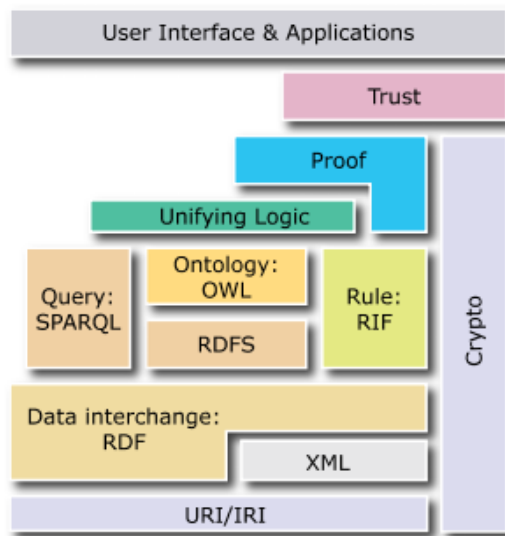 User Interface & Applications
Trust
Proof
Unifying Logic
Query:
SPARQL
Ontology:
OWL
RDFS
Rule:
RIF
Crypto
Data interchange:
RDF
XML
URI/IRI